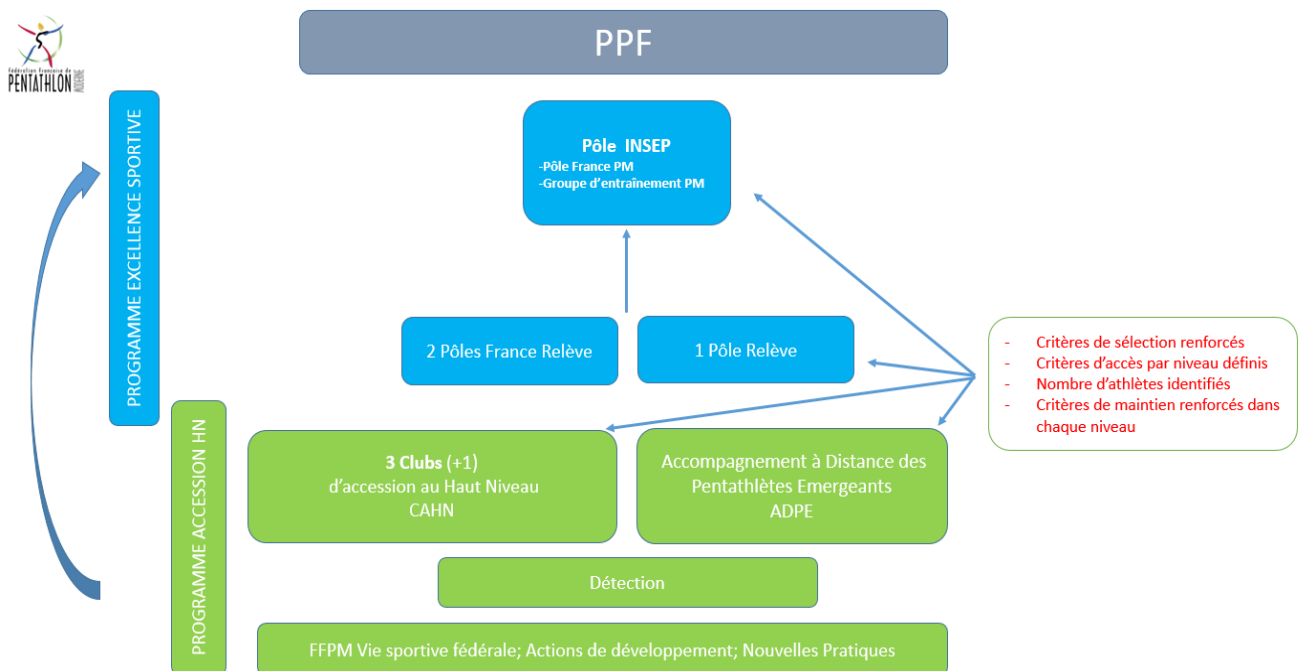 PPF
Fédération Française de
PENTATHLON MODERNE
PROGRAMME EXCELLENCE SPORTIVE
Pôle INSEP
-Pôle France PM
-Groupe d'entraînement PM
2 Pôles France Relève
1 Pôle Relève
- Critères de sélection renforcés
- Critères d'accès par niveau définis
- Nombre d'athlètes identifiés
- Critères de maintien renforcés dans
chaque niveau
PROGRAMME ACCESSION HN
3 Clubs (+1)
d'accession au Haut Niveau
CAHN
Accompagnement à Distance des
Pentathlètes Emergeants
ADPE
Détection
FFPM Vie sportive fédérale; Actions de développement; Nouvelles Pratiques